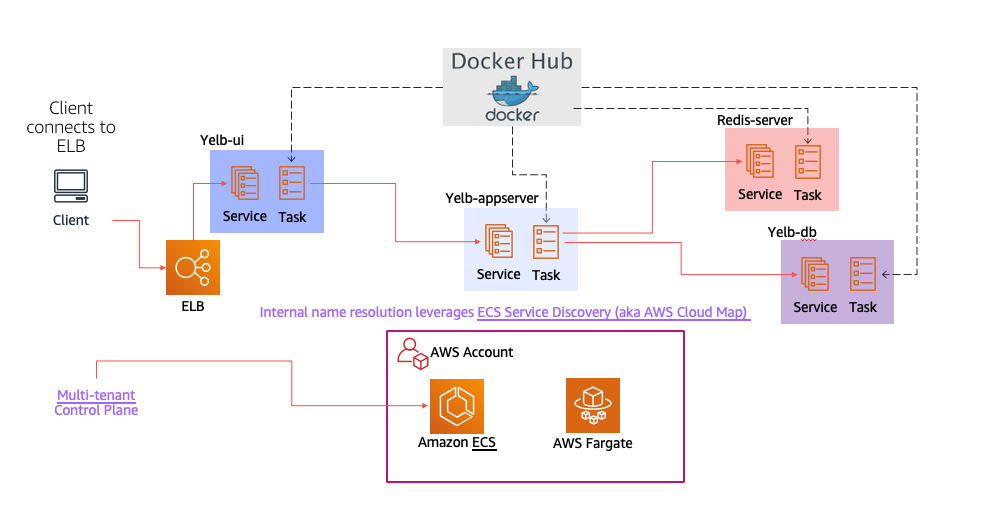 Docker Hub
docker
Client
connects to
ELB
Client
ELB
Yelb-ui
Service
Task
Yelb-appserver
Service
Task
Redis-server
Service
Task
Yelb-db
Service
Task
Internal name resolution leverages ECS Service Discovery (aka AWS Cloud Map)
Multi-tenant
Control Plane
AWS Account
Amazon ECS
AWS Fargate